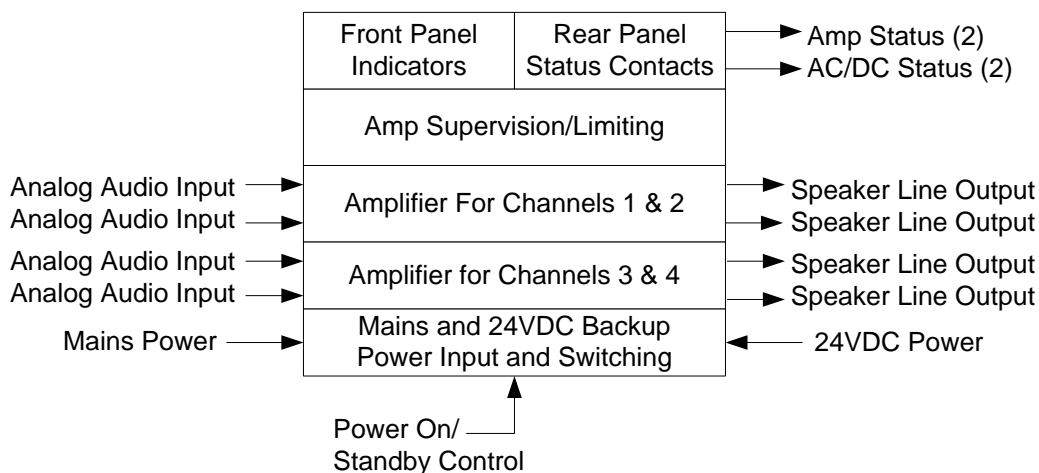 Front Panel
Indicators
Rear Panel
Status Contacts
Amp Status (2)
AC/DC Status (2)
Amp Supervision/Limiting
Analog Audio Input
Analog Audio Input
Amplifier For Channels 1 & 2
Speaker Line Output
Speaker Line Output
Analog Audio Input
Analog Audio Input
Amplifier for Channels 3 & 4
Speaker Line Output
Speaker Line Output
Mains Power
Mains and 24VDC Backup
Power Input and Switching
24VDC Power
Power On/
Standby Control